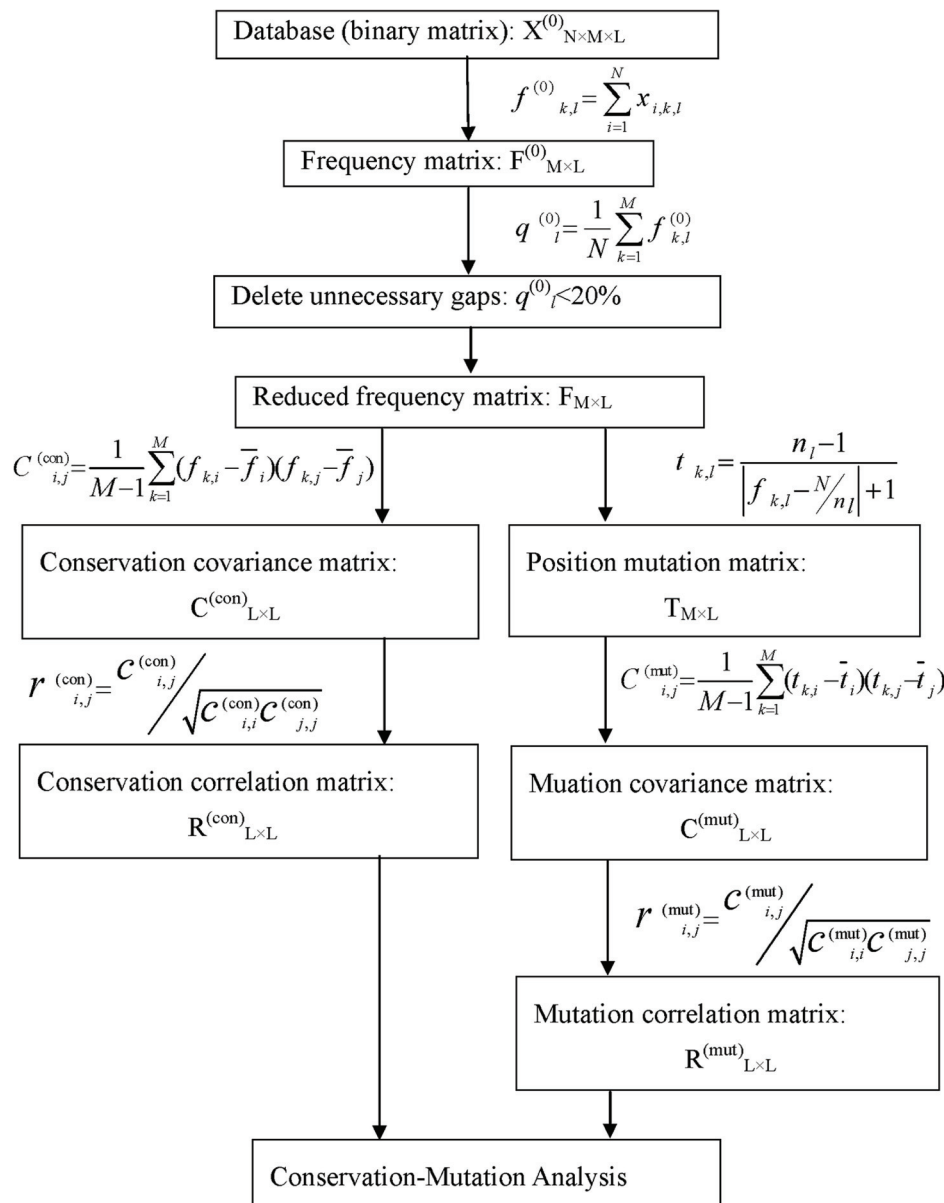 Database (binary matrix): X^(0)_N×M×L
f^(0)_k,l = ∑_{i=1}^{N} x_i,k,l
Frequency matrix: F^(0)_M×L
q^(0)_l = 1/N ∑_{k=1}^{M} f^(0)_k,l
Delete unnecessary gaps: q^(0)_l<20%
Reduced frequency matrix: F_M×L
C^(con)_i,j = 1/(M−1) ∑_{k=1}^{M} (f_k,i − f̄_i)(f_k,j − f̄_j)
t_k,l = (n_l−1)/(|f_k,l − N/n_l|+1)
Conservation covariance matrix:
C^(con)_L×L
Position mutation matrix:
T_M×L
r^(con)_i,j = C^(con)_i,j / √(C^(con)_i,i C^(con)_j,j)
C^(mut)_i,j = 1/(M−1) ∑_{k=1}^{M} (t_k,i − t̄_i)(t_k,j − t̄_j)
Conservation correlation matrix:
R^(con)_L×L
Muation covariance matrix:
C^(mut)_L×L
r^(mut)_i,j = C^(mut)_i,j / √(C^(mut)_i,i C^(mut)_j,j)
Mutation correlation matrix:
R^(mut)_L×L
Conservation-Mutation Analysis